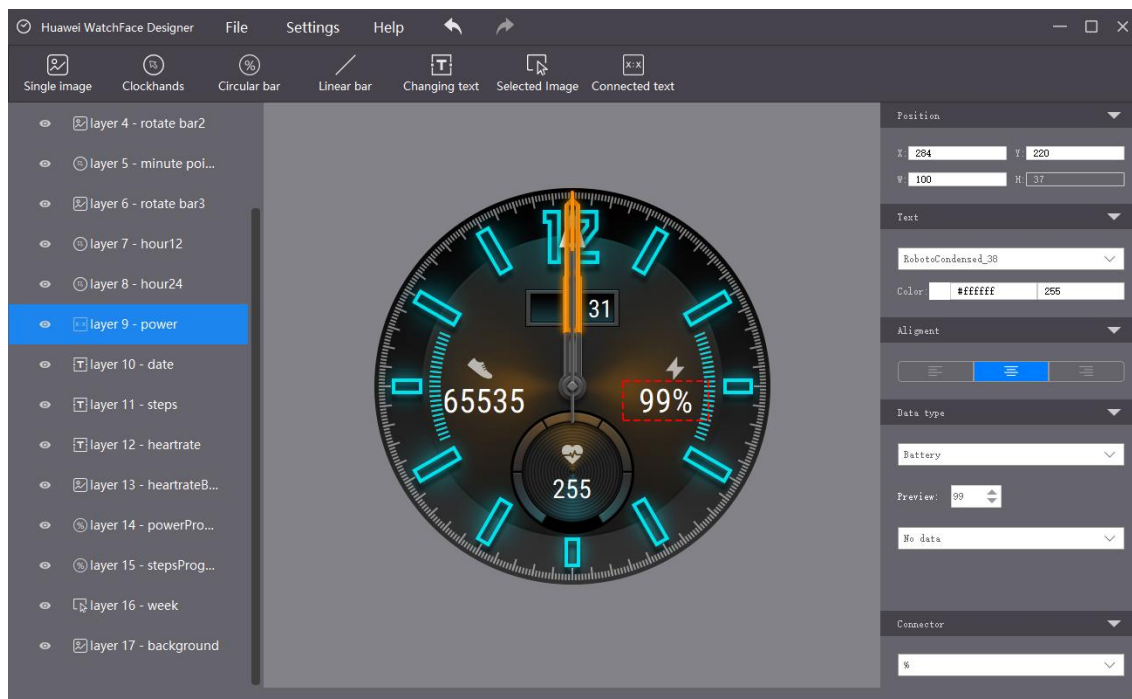 Huawei WatchFace Designer File Settings Help
Single image Clockhands Circular bar Linear bar Changing text Selected Image Connected text
layer 4 - rotate bar2
layer 5 - minute poi...
layer 6 - rotate bar3
layer 7 - hour12
layer 8 - hour24
layer 9 - power
layer 10 - date
layer 11 - steps
layer 12 - heartrate
layer 13 - heartrateB...
layer 14 - powerPro...
layer 15 - stepsProg...
layer 16 - week
layer 17 - background
12
31
65535
99%
255
Position
X: 284 Y: 220
W: 100 H: 37
Text
RobotoCondensed_38
Color: #ffffff 255
Aligment
Data type
Battery
Preview: 99
No data
Connector
%